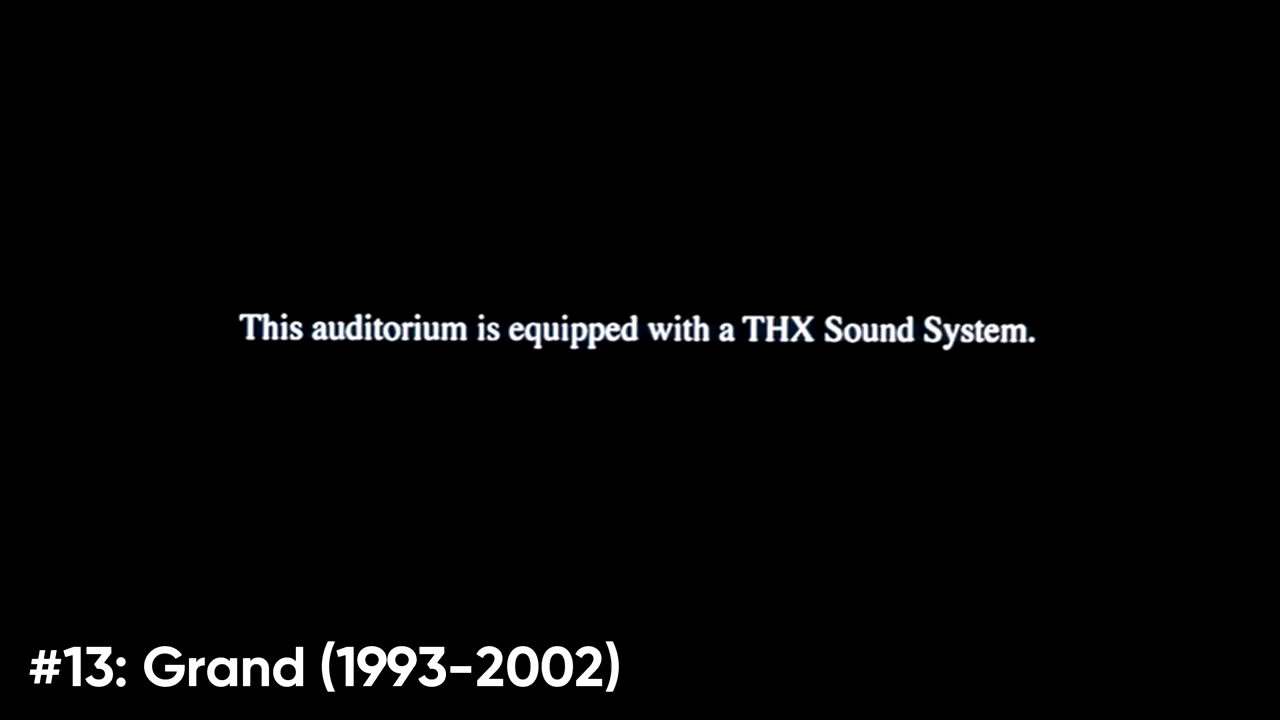 This auditorium is equipped with a THX Sound System.
#13: Grand (1993-2002)